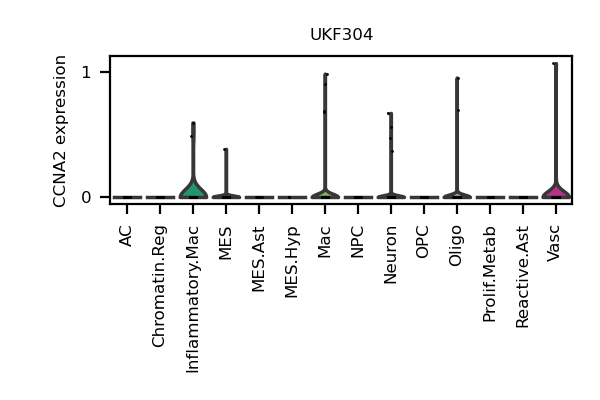 UKF304
CCNA2 expression
1
0
AC
Chromatin.Reg
Inflammatory.Mac
MES
MES.Ast
MES.Hyp
Mac
NPC
Neuron
OPC
Oligo
Prolif.Metab
Reactive.Ast
Vasc